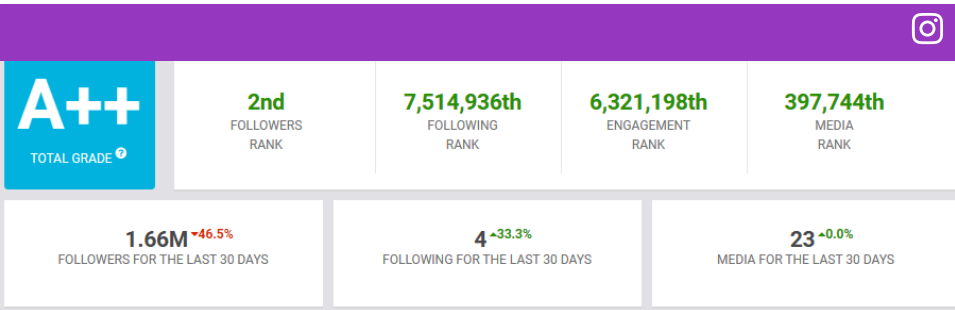 A++
TOTAL GRADE ?
2nd
FOLLOWERS
RANK
7,514,936th
FOLLOWING
RANK
6,321,198th
ENGAGEMENT
RANK
397,744th
MEDIA
RANK
1.66M -46.5%
FOLLOWERS FOR THE LAST 30 DAYS
4 33.3%
FOLLOWING FOR THE LAST 30 DAYS
23 0.0%
MEDIA FOR THE LAST 30 DAYS